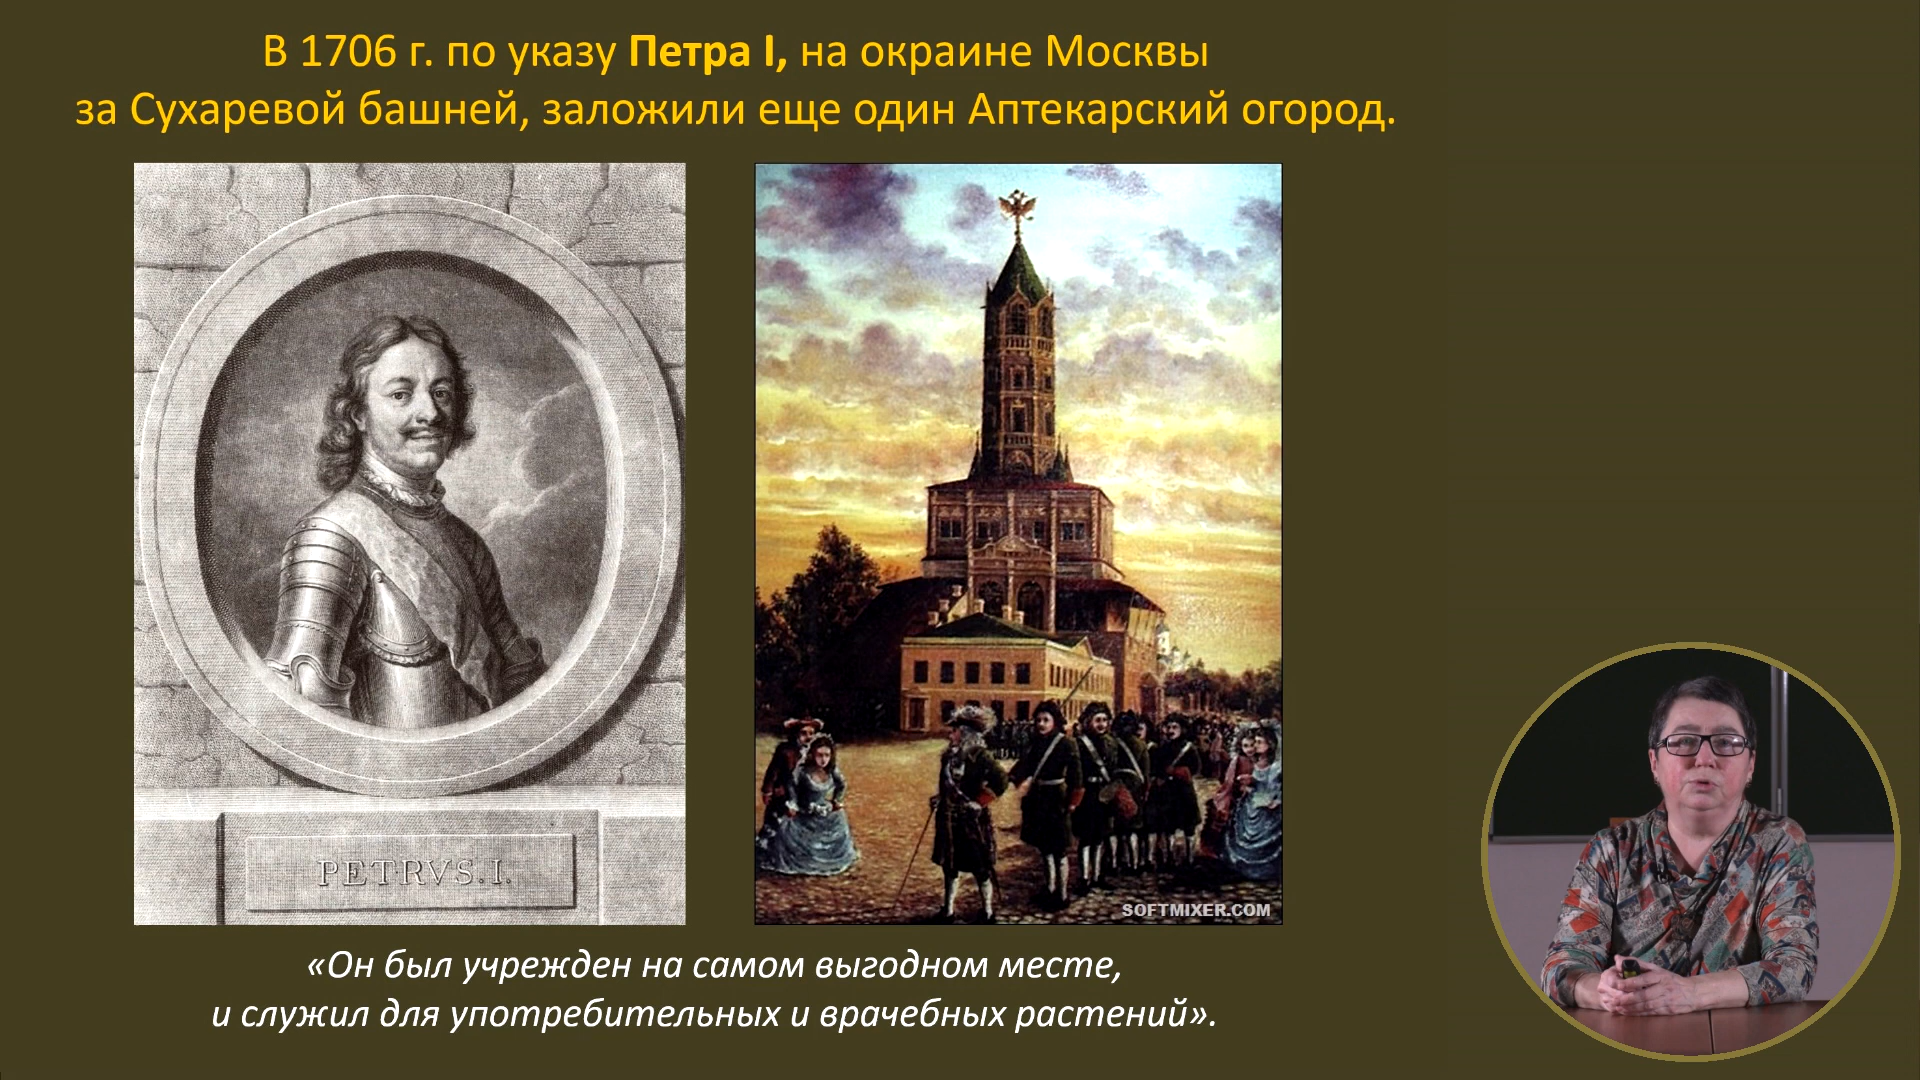 В 1706 г. по указу Петра I, на окраине Москвы
за Сухаревой башней, заложили еще один Аптекарский огород.
PETRVS.I.
SOFTMIXER.COM
«Он был учрежден на самом выгодном месте,
и служил для употребительных и врачебных растений».